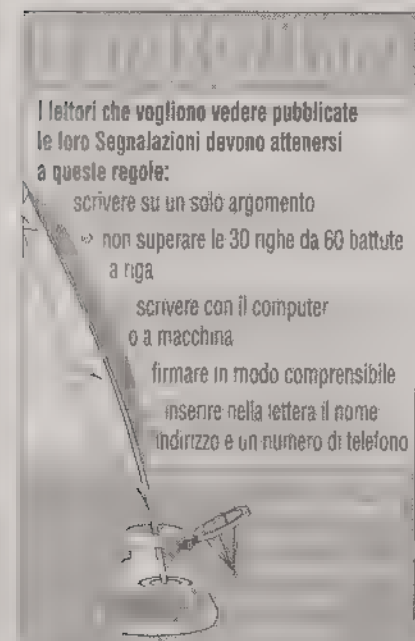 I lettori che vogliono vedere pubblicate
le loro Segnalazioni devono attenersi
a queste regole:
scrivere su un solo argomento
non superare le 30 righe da 60 battute
a riga
scrivere con il computer
o a macchina
firmare in modo comprensibile
inserire nella lettera il nome
indirizzo e un numero di telefono